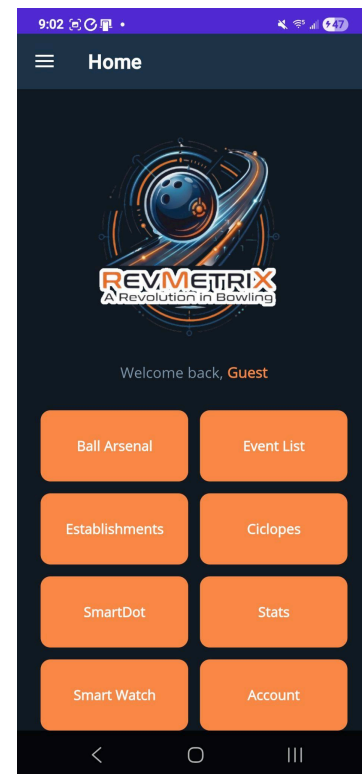 9:02
47
Home
REVMETRIX
A Revolution in Bowling
Welcome back, Guest
Ball Arsenal
Event List
Establishments
Ciclopes
SmartDot
Stats
Smart Watch
Account